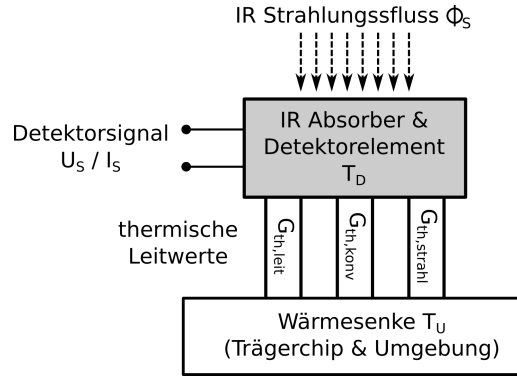 IR Strahlungssfluss ϕ_S
IR Absorber &
Detektorelement
T_D
Detektorsignal
U_S / I_S
thermische
Leitwerte
G_th,leit
G_th,konv
G_th,strahl
Wärmesenke T_U
(Trägerchip & Umgebung)